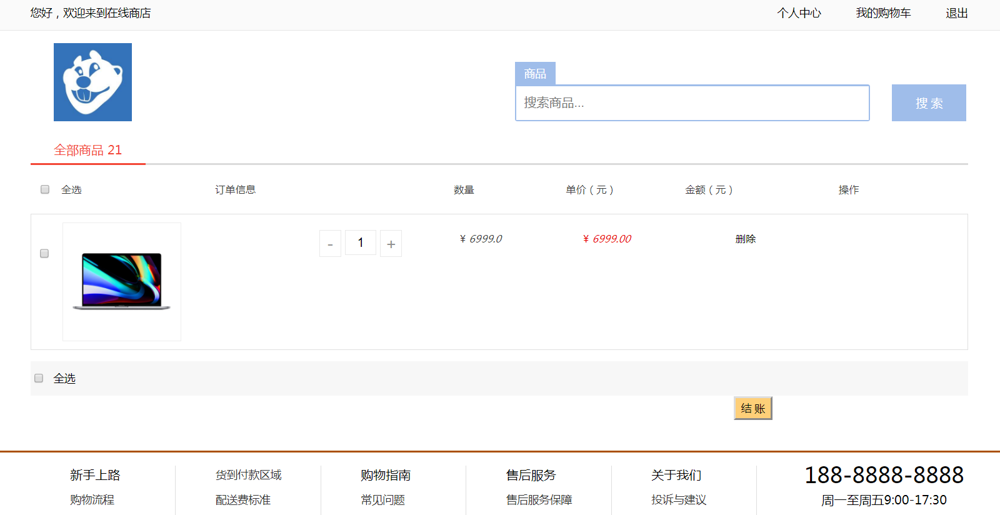 您好，欢迎来到在线商店
个人中心 我的购物车 退出
商品
搜索商品...
搜 索
全部商品 21
全选 订单信息 数量 单价（元） 金额（元） 操作
- 1 + ¥ 6999.0 ¥ 6999.00 删除
全选
结 账
新手上路 货到付款区域 购物指南 售后服务 关于我们 188-8888-8888
购物流程 配送费标准 常见问题 售后服务保障 投诉与建议 周一至周五9:00-17:30